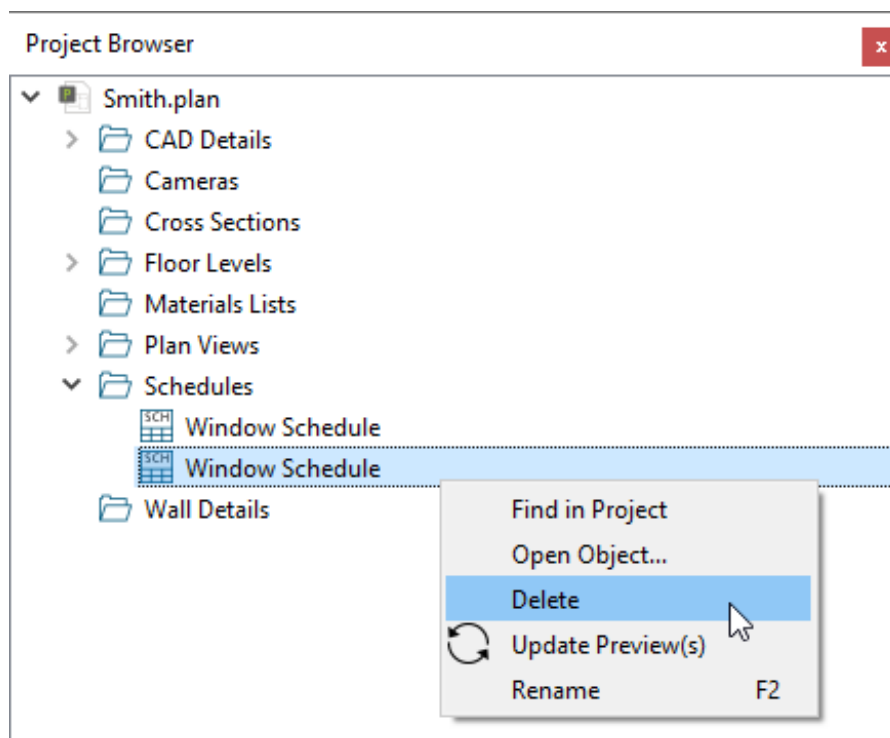 Project Browser
x
Smith.plan
CAD Details
Cameras
Cross Sections
Floor Levels
Materials Lists
Plan Views
Schedules
SCH Window Schedule
SCH Window Schedule
Wall Details
Find in Project
Open Object...
Delete
Update Preview(s)
Rename F2